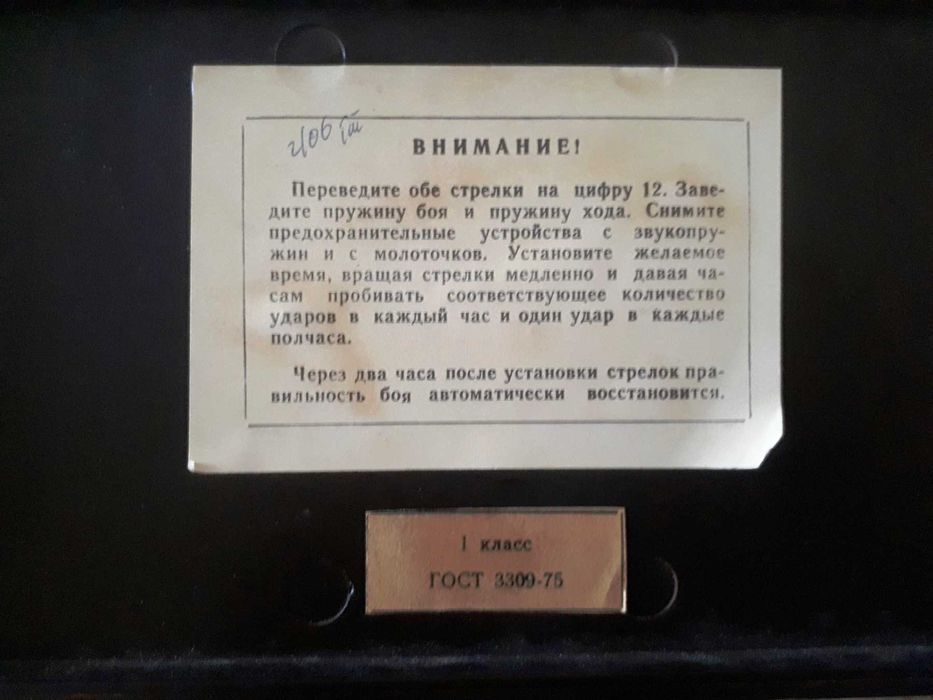 ВНИМАНИЕ!
Переведите обе стрелки на цифру 12. Заве-
дите пружину боя и пружину хода. Снимите
предохранительные устройства с звукопру-
жин и с молоточков. Установите желаемое
время, вращая стрелки медленно и давая ча-
сам пробивать соответствующее количество
ударов в каждый час и один удар в каждые
полчаса.
Через два часа после установки стрелок пра-
вильность боя автоматически восстановится.
1 класс
ГОСТ 3309-75